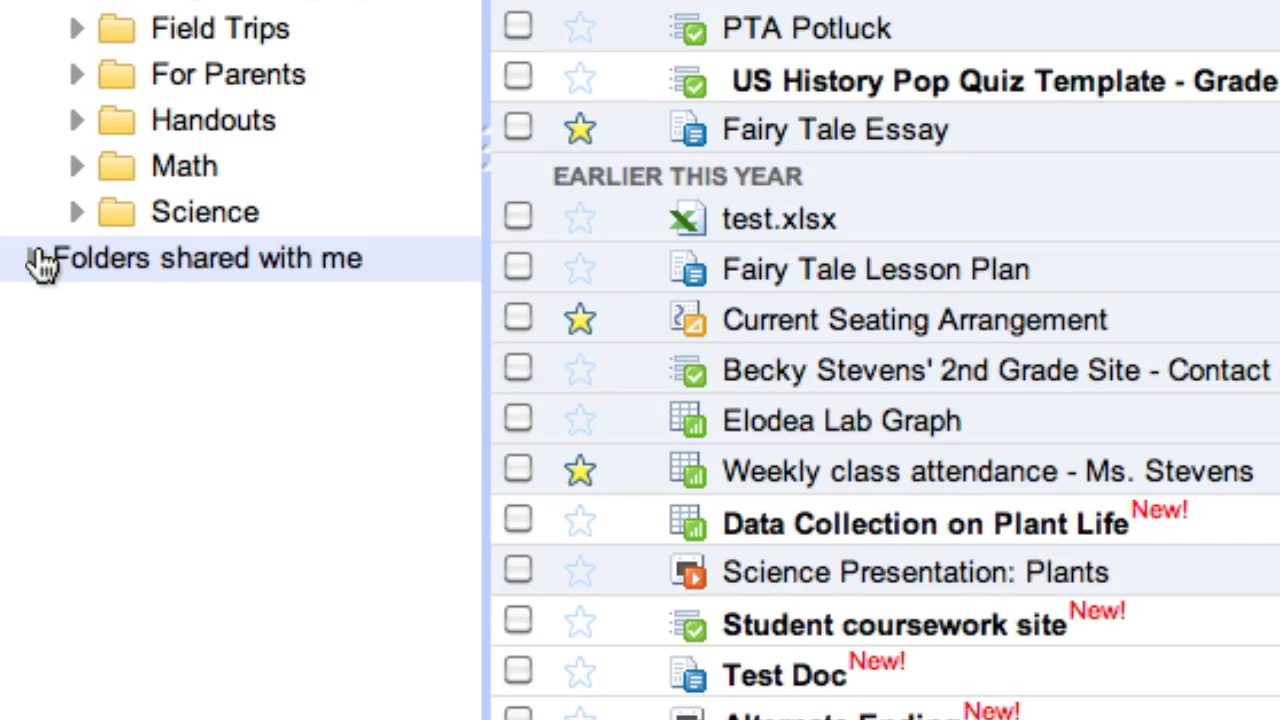 Field Trips
For Parents
Handouts
Math
Science
Folders shared with me
PTA Potluck
US History Pop Quiz Template - Grade
Fairy Tale Essay
EARLIER THIS YEAR
test.xlsx
Fairy Tale Lesson Plan
Current Seating Arrangement
Becky Stevens' 2nd Grade Site - Contact
Elodea Lab Graph
Weekly class attendance - Ms. Stevens
Data Collection on Plant Life New!
Science Presentation: Plants
Student coursework site New!
Test Doc New!
Alternate Ending New!